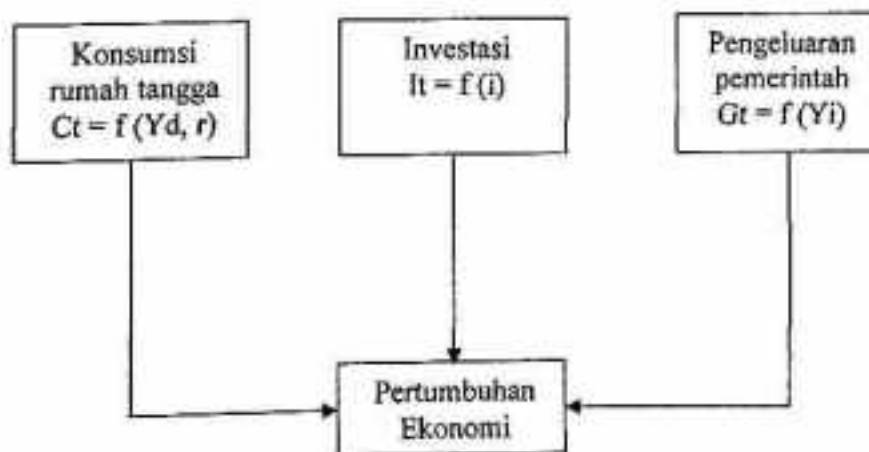 Konsumsi
rumah tangga
Ct = f (Yd, r)
Investasi
It = f (i)
Pengeluaran
pemerintah
Gt = f (Yi)
Pertumbuhan
Ekonomi